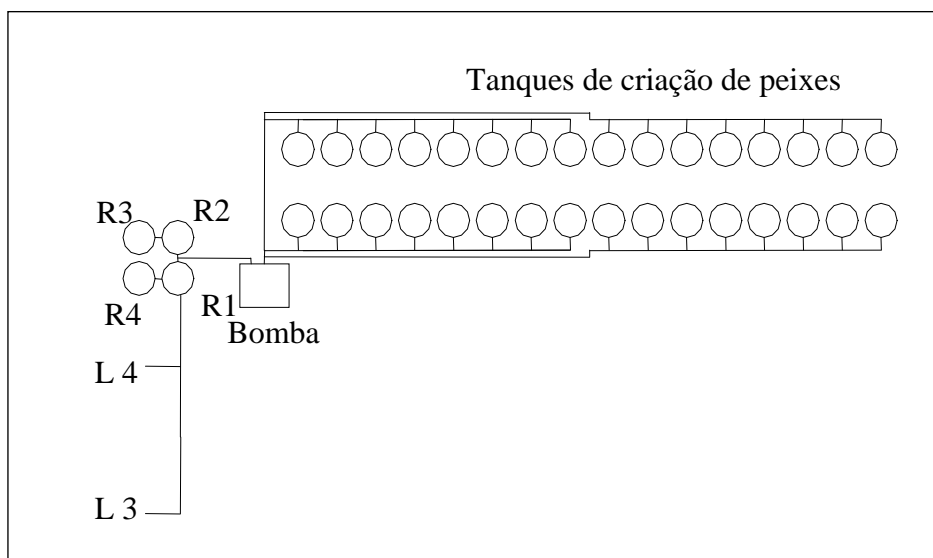 Tanques de criação de peixes
R3
R2
R4
R1
Bomba
L 4
L 3